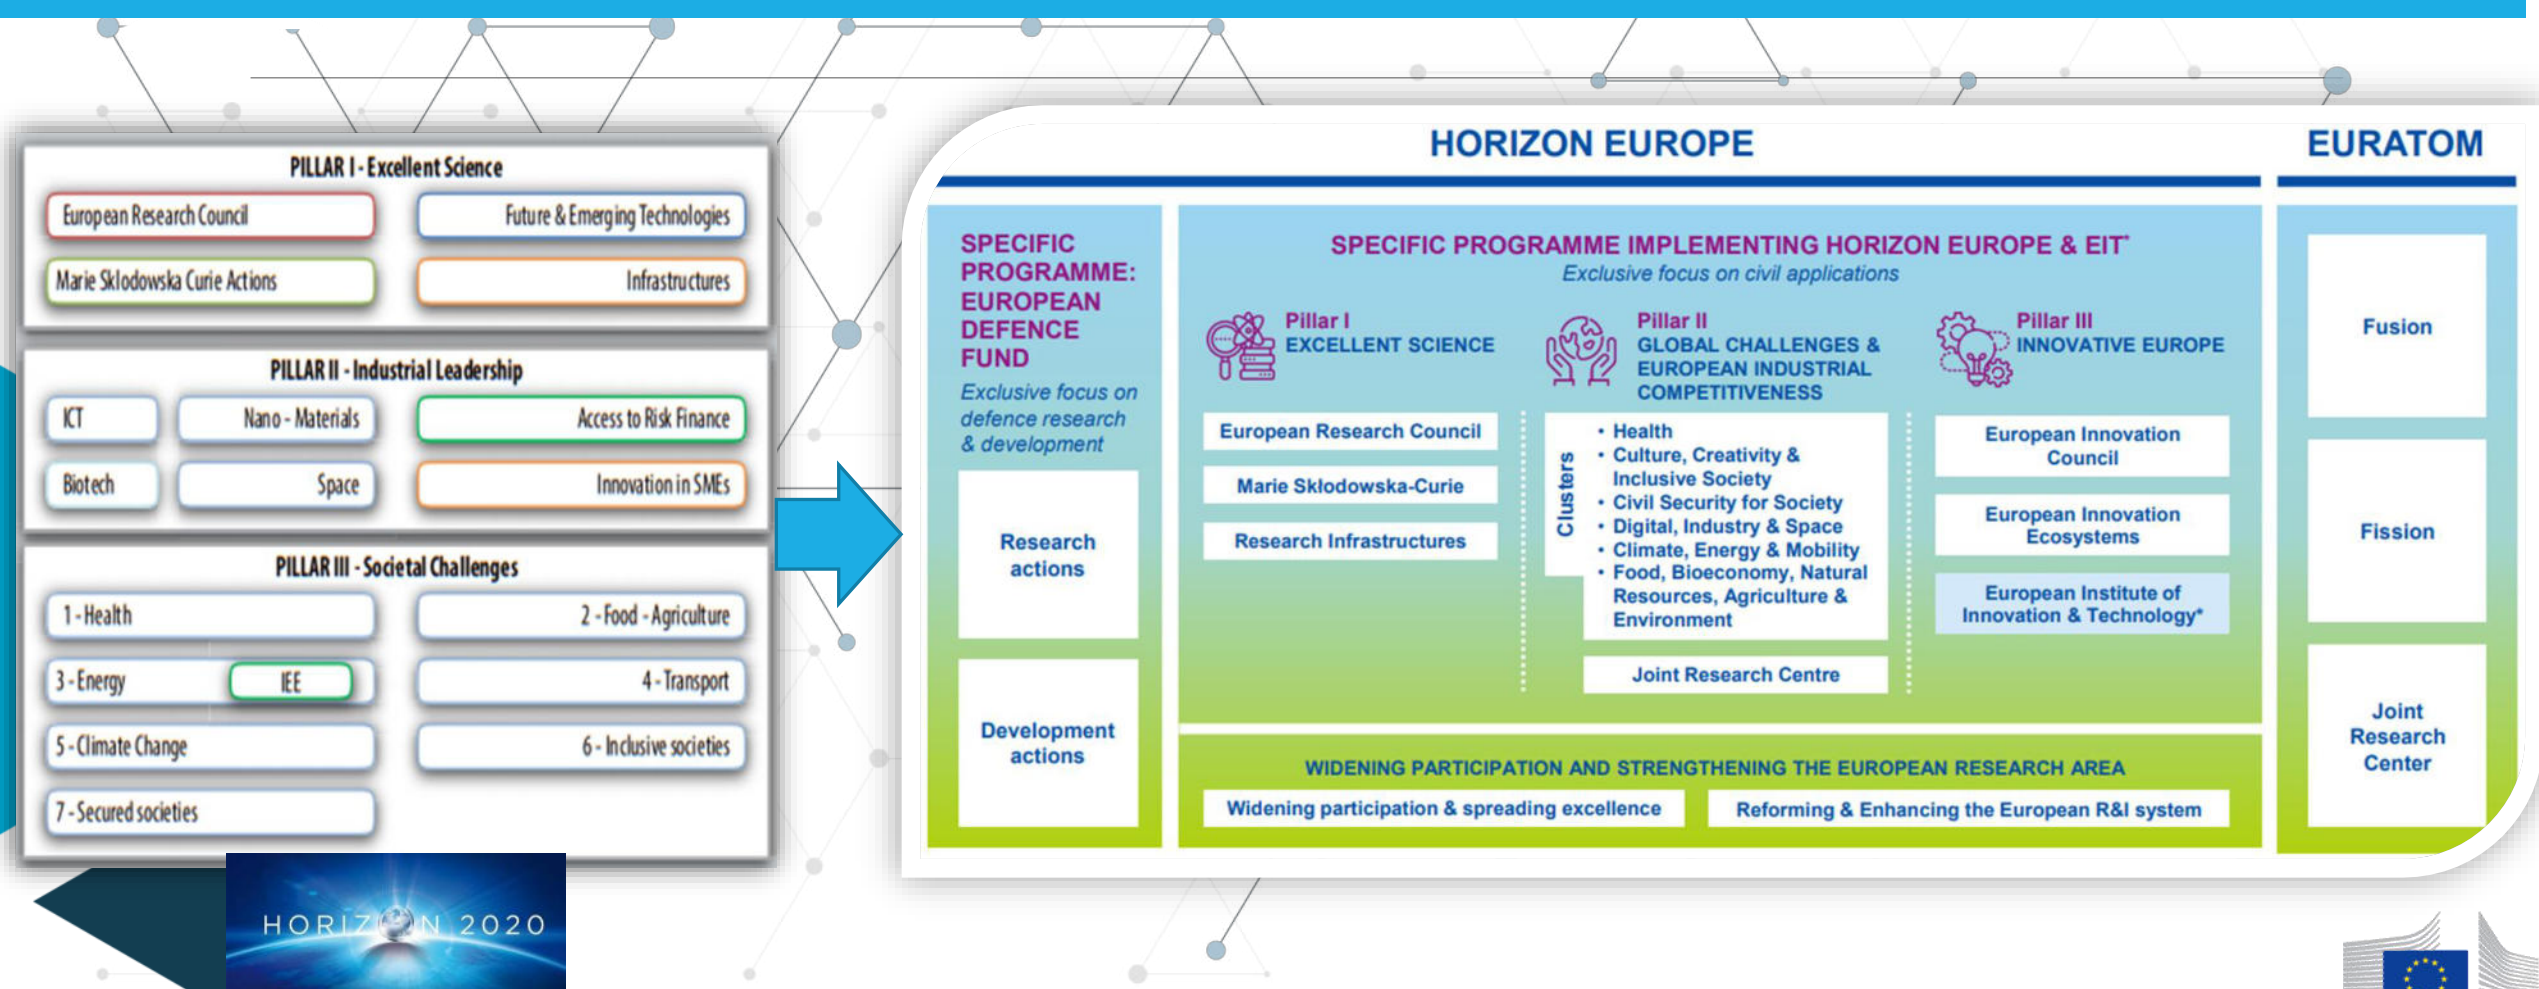 PILLAR I - Excellent Science
European Research Council
Future & Emerging Technologies
Marie Sklodowska Curie Actions
Infrastructures
PILLAR II - Industrial Leadership
ICT
Nano - Materials
Access to Risk Finance
Biotech
Space
Innovation in SMEs
PILLAR III - Societal Challenges
1 - Health
2 - Food - Agriculture
3 - Energy
IEE
4 - Transport
5 - Climate Change
6 - Inclusive societies
7 - Secured societies
HORIZON 2020
HORIZON EUROPE
SPECIFIC
PROGRAMME:
EUROPEAN
DEFENCE
FUND
Exclusive focus on
defence research
& development
Research
actions
Development
actions
SPECIFIC PROGRAMME IMPLEMENTING HORIZON EUROPE & EIT*
Exclusive focus on civil applications
Pillar I
EXCELLENT SCIENCE
European Research Council
Marie Skłodowska-Curie
Research Infrastructures
Pillar II
GLOBAL CHALLENGES &
EUROPEAN INDUSTRIAL
COMPETITIVENESS
Clusters
• Health
• Culture, Creativity &
Inclusive Society
• Civil Security for Society
• Digital, Industry & Space
• Climate, Energy & Mobility
• Food, Bioeconomy, Natural
Resources, Agriculture &
Environment
Joint Research Centre
Pillar III
INNOVATIVE EUROPE
European Innovation
Council
European Innovation
Ecosystems
European Institute of
Innovation & Technology*
WIDENING PARTICIPATION AND STRENGTHENING THE EUROPEAN RESEARCH AREA
Widening participation & spreading excellence
Reforming & Enhancing the European R&I system
EURATOM
Fusion
Fission
Joint
Research
Center